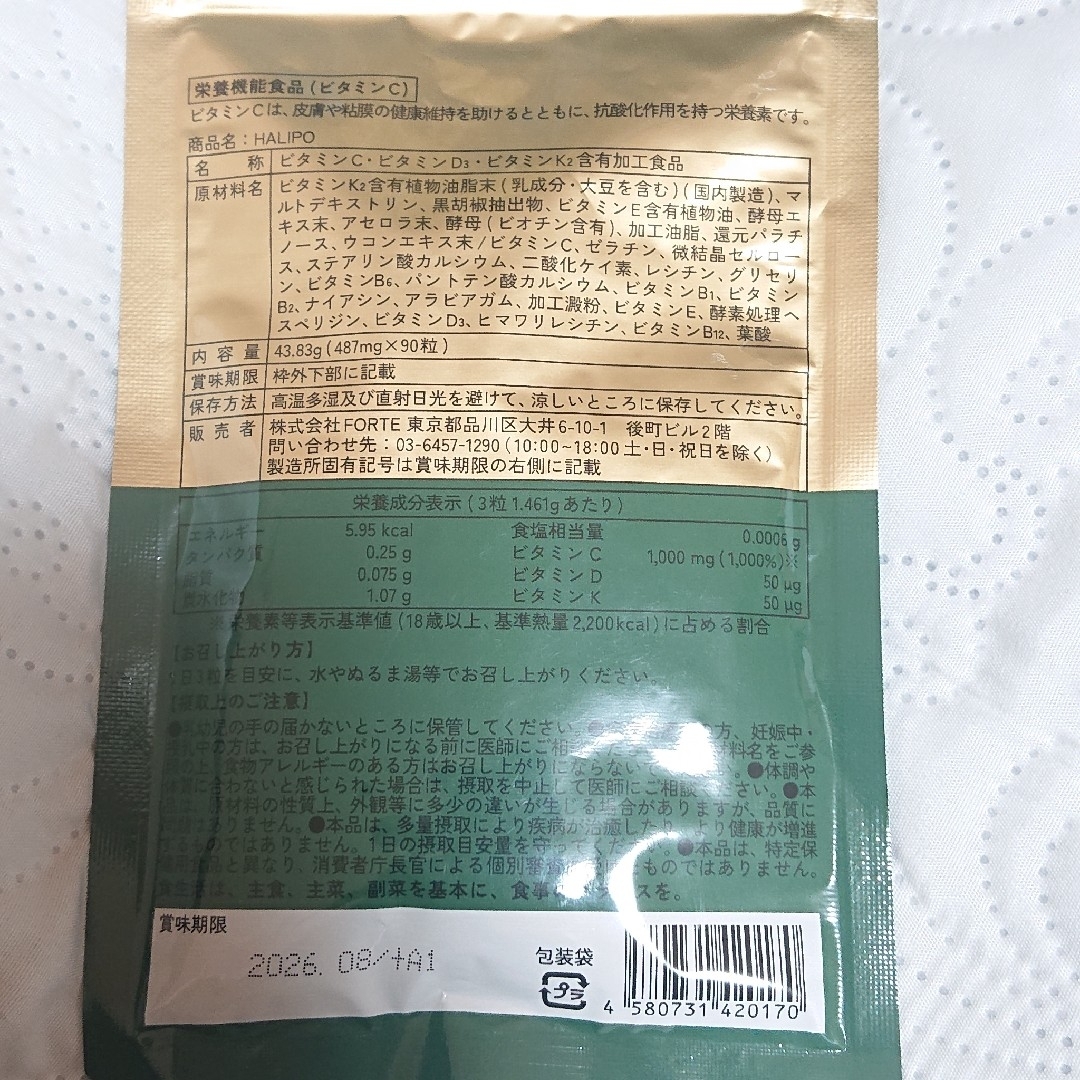 栄養機能食品(ビタミンC)
ビタミンCは、皮膚や粘膜の健康維持を助けるとともに、抗酸化作用を持つ栄養素です。
商品名:HALIPO
名 称 ビタミンC・ビタミンD3・ビタミンK2含有加工食品
原材料名 ビタミンK2含有植物油脂末(乳成分・大豆を含む)(国内製造)、マ
ルトデキストリン、黒胡椒抽出物、ビタミンE含有植物油、酵母エ
キス末、アセロラ末、酵母(ビオチン含有)、加工油脂、還元パラチ
ノース、ウコンエキス末/ビタミンC、ゼラチン、微結晶セルロー
ス、ステアリン酸カルシウム、二酸化ケイ素、レシチン、グリセリ
ン、ビタミンB6、パントテン酸カルシウム、ビタミンB1、ビタミン
B2、ナイアシン、アラビアガム、加工澱粉、ビタミンE、酵素処理ヘ
スペリジン、ビタミンD3、ヒマワリレシチン、ビタミンB12、葉酸
内容量 43.83g(487mg×90粒)
賞味期限 枠外下部に記載
保存方法 高温多湿及び直射日光を避けて、涼しいところに保存してください。
販売者 株式会社FORTE 東京都品川区大井6-10-1 後町ビル2階
問い合わせ先:03-6457-1290(10:00~18:00 土・日・祝日を除く)
製造所固有記号は賞味期限の右側に記載
栄養成分表示(3粒 1.461gあたり)
エネルギー 5.95 kcal 食塩相当量 0.0006 g
タンパク質 0.25 g ビタミンC 1,000 mg(1,000%)※
脂質 0.075 g ビタミンD 50 μg
炭水化物 1.07 g ビタミンK 50 μg
※栄養素等表示基準値(18歳以上、基準熱量2,200kcal)に占める割合
【お召し上がり方】
1日3粒を目安に、水やぬるま湯等でお召し上がりください。
【摂取上のご注意】
幼児の手の届かないところに保管してください。 方、妊娠中・
の方は、お召し上がりになる前に医師にご相 料名をご参
の上、食物アレルギーのある方はお召し上がりにならない 。●体調や
に合わないと感じられた場合は、摂取を中止して医師にご相談 さい。●本
原材料の性質上、外観等に多少の違いが生じる場合がありますが、品質に
ありません。●本品は、多量摂取により疾病が治癒したり、より健康が増進
ものではありません。1日の摂取目安量を守ってくだ ●本品は、特定保
食品と異なり、消費者庁長官による個別審査 ものではありません。
食生活は、主食、主菜、副菜を基本に、食事 スを。
賞味期限
2026. 08/+A1
包装袋
プラ
4 580731 420170